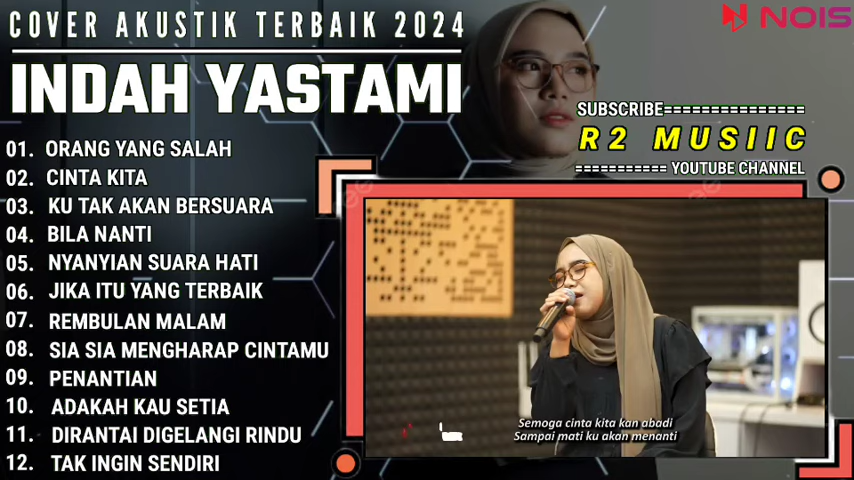 COVER AKUSTIK TERBAIK 2024
INDAH YASTAMI
NOIS
SUBSCRIBE===============
R2 MUSIIC
=========== YOUTUBE CHANNEL
01. ORANG YANG SALAH
02. CINTA KITA
03. KU TAK AKAN BERSUARA
04. BILA NANTI
05. NYANYIAN SUARA HATI
06. JIKA ITU YANG TERBAIK
07. REMBULAN MALAM
08. SIA SIA MENGHARAP CINTAMU
09. PENANTIAN
10. ADAKAH KAU SETIA
11. DIRANTAI DIGELANGI RINDU
12. TAK INGIN SENDIRI
Semoga cinta kita kan abadi
Sampai mati ku akan menanti